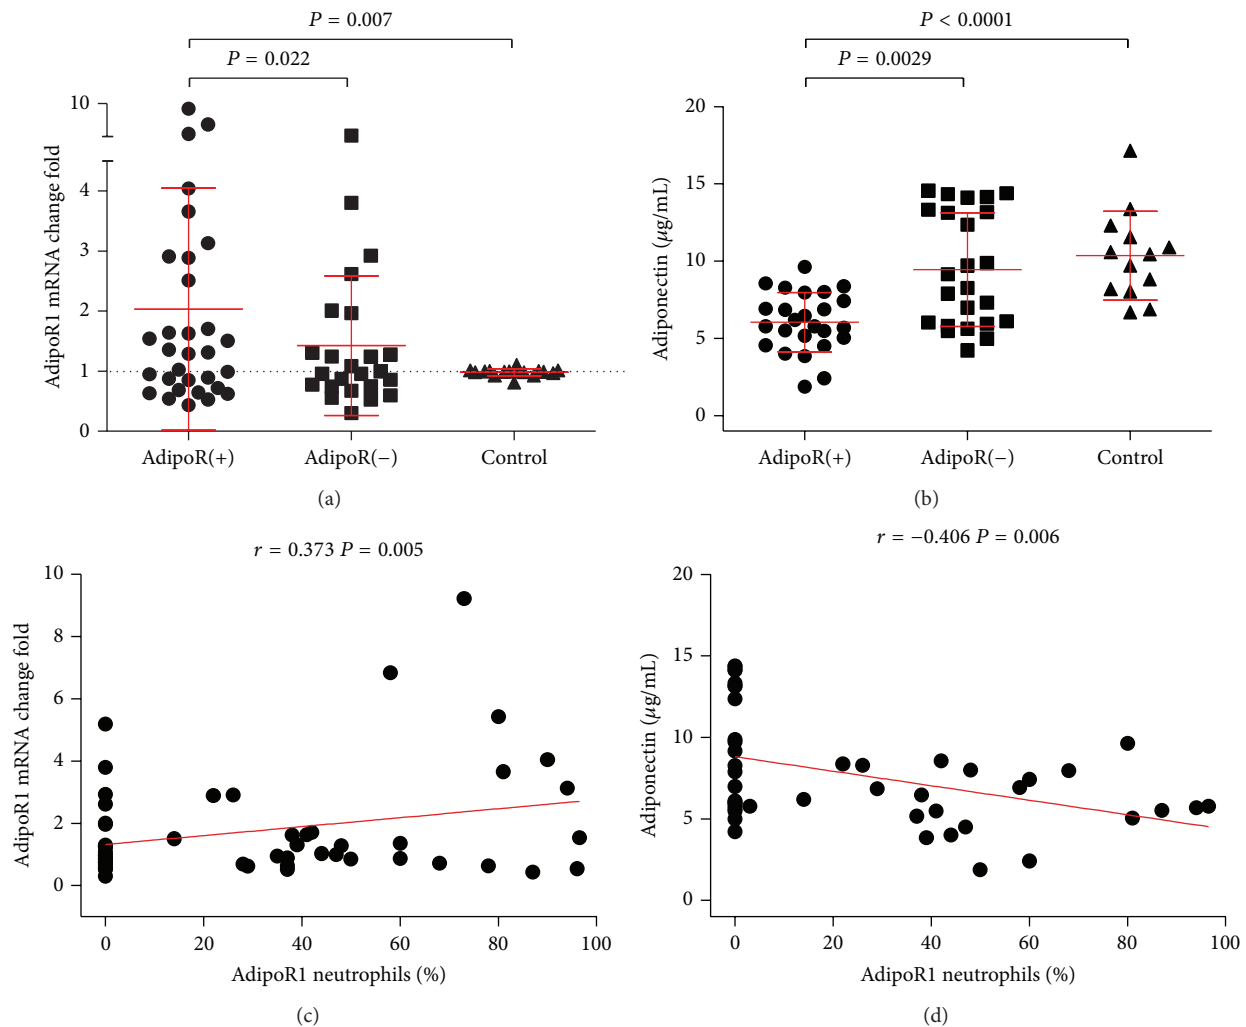 P = 0.007
P = 0.022
AdipoR1 mRNA change fold
10
4
3
2
1
0
AdipoR(+) AdipoR(−) Control
(a)
P < 0.0001
P = 0.0029
Adiponectin (μg/mL)
20
15
10
5
0
AdipoR(+) AdipoR(−) Control
(b)
r = 0.373 P = 0.005
AdipoR1 mRNA change fold
10
8
6
4
2
0
0 20 40 60 80 100
AdipoR1 neutrophils (%)
(c)
r = −0.406 P = 0.006
Adiponectin (μg/mL)
20
15
10
5
0
0 20 40 60 80 100
AdipoR1 neutrophils (%)
(d)